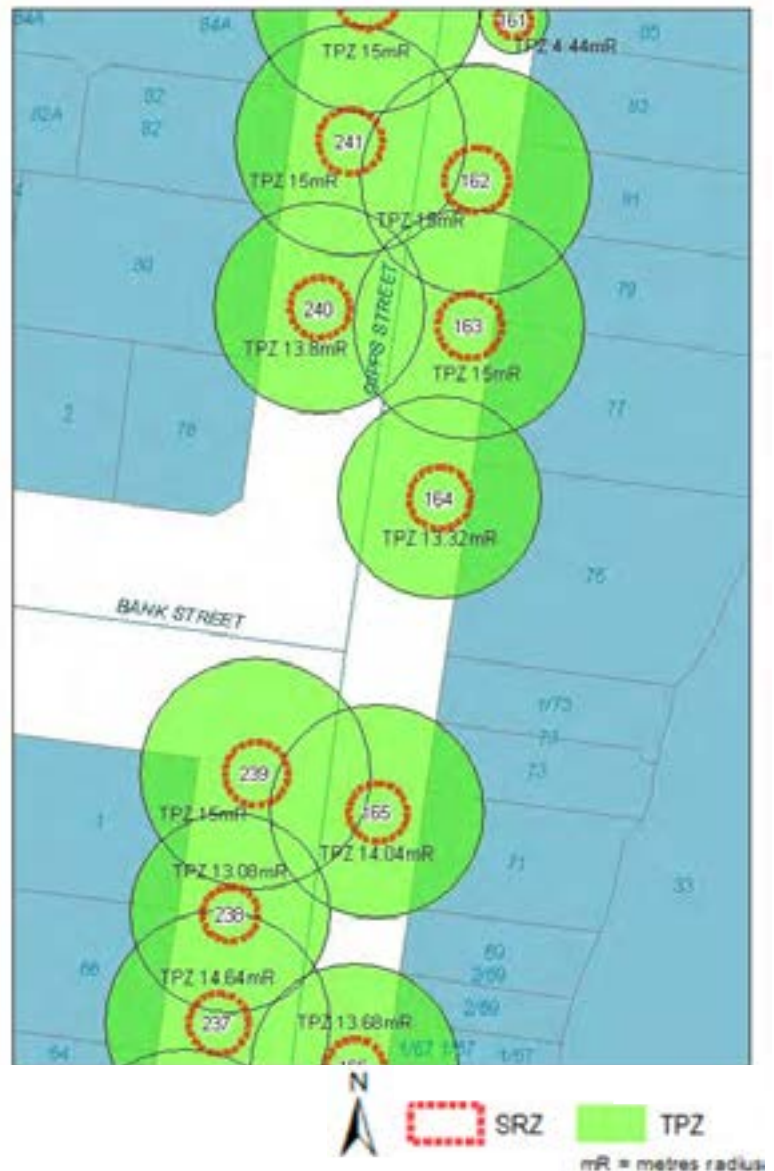 84A
161
TPZ 15mR
TPZ 4.44mR
85
82A
82
82
83
241
TPZ 15mR
162
81
TPZ 15mR
80
79
240
TPZ 13.8mR
GIPPS STREET
163
TPZ 15mR
2
78
77
164
TPZ 13.32mR
75
BANK STREET
1/73
73
73
239
TPZ 15mR
165
TPZ 14.04mR
1
71
TPZ 13.08mR
238
33
66
69
2/69
2/69
TPZ 14.64mR
237
TPZ 13.68mR
64
1/67 1/67
1/67
N
SRZ
TPZ
mR = metres radius